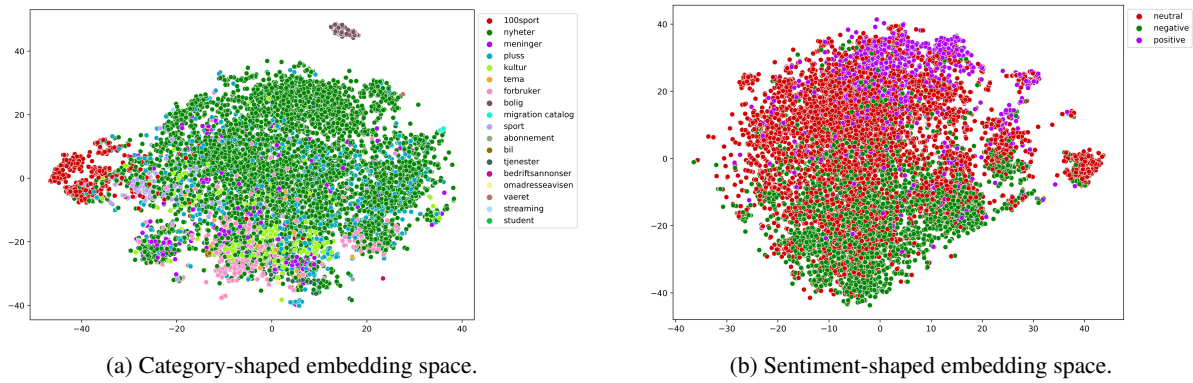 40
20
0
−20
−40
−40
−20
0
20
40
100sport
nyheter
meninger
pluss
kultur
tema
forbruker
bolig
migration catalog
sport
abonnement
bil
tjenester
bedriftsannonser
omadresseavisen
vaeret
streaming
student
(a) Category-shaped embedding space.
40
20
0
−20
−40
−40
−30
−20
−10
0
10
20
30
40
neutral
negative
positive
(b) Sentiment-shaped embedding space.